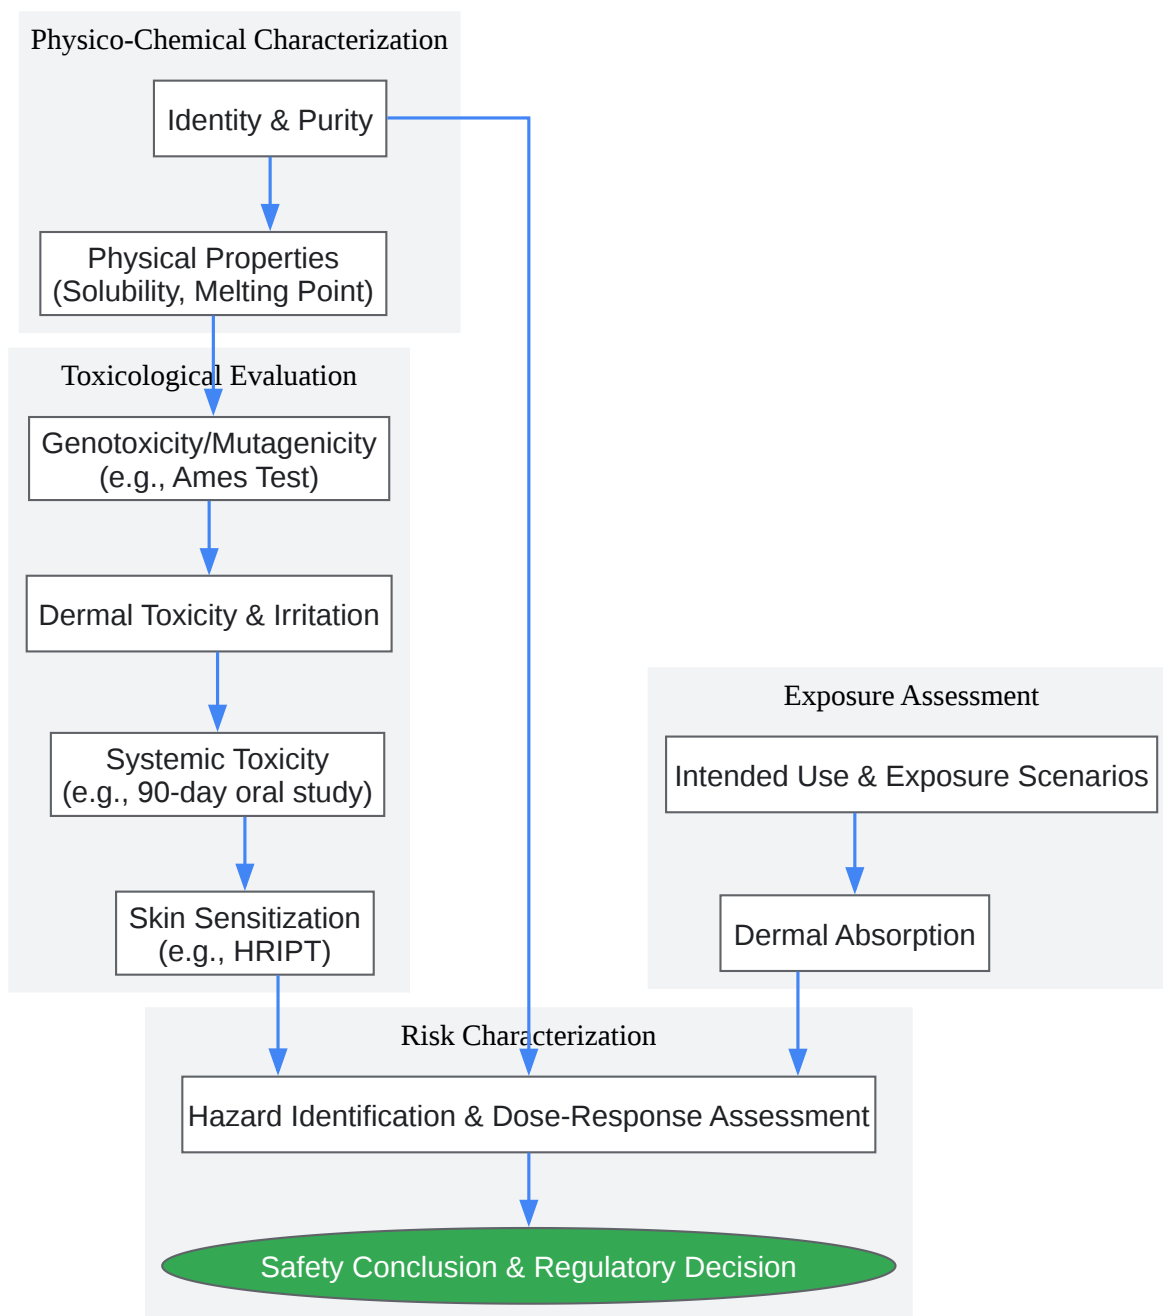 Physico-Chemical Characterization
Identity & Purity
Physical Properties
(Solubility, Melting Point)
Toxicological Evaluation
Genotoxicity/Mutagenicity
(e.g., Ames Test)
Dermal Toxicity & Irritation
Systemic Toxicity
(e.g., 90-day oral study)
Skin Sensitization
(e.g., HRIPT)
Exposure Assessment
Intended Use & Exposure Scenarios
Dermal Absorption
Risk Characterization
Hazard Identification & Dose-Response Assessment
Safety Conclusion & Regulatory Decision